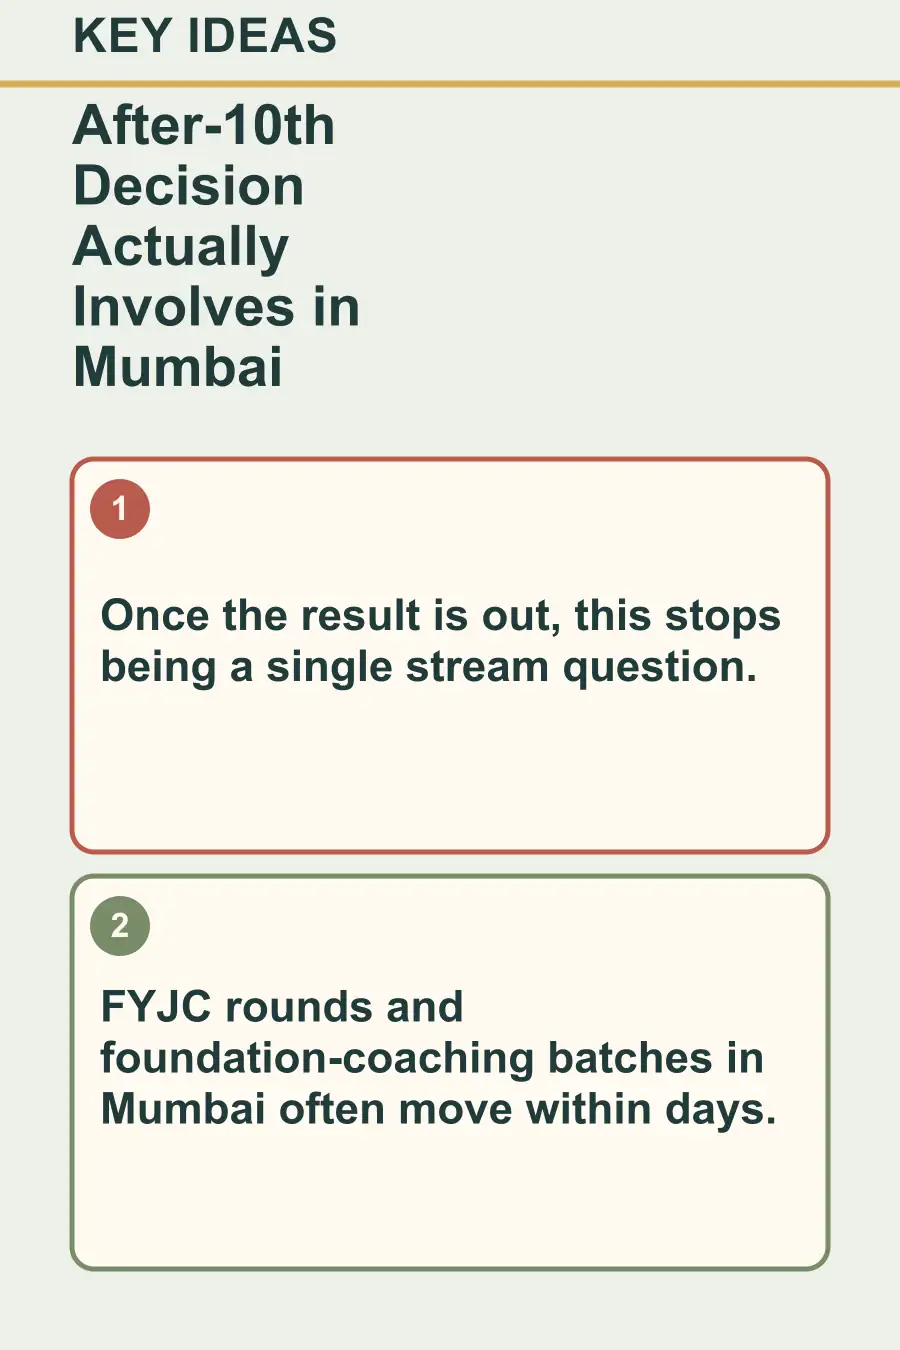 KEY IDEAS
After-10th
Decision
Actually
Involves in
Mumbai
1
Once the result is out, this stops
being a single stream question.
2
FYJC rounds and
foundation-coaching batches in
Mumbai often move within days.